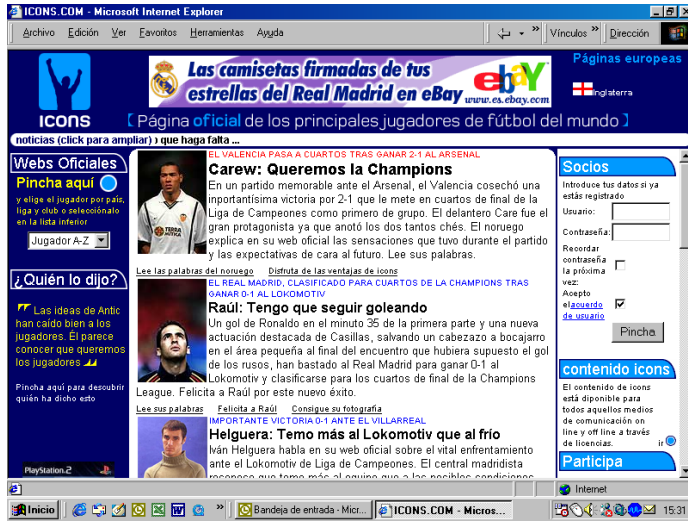 ICONS.COM - Microsoft Internet Explorer
Archivo Edición Ver Favoritos Herramientas Ayuda
Vínculos »
Dirección
ICONS
Las camisetas firmadas de tus
estrellas del Real Madrid en eBay
ebay
www.es.ebay.com
Páginas europeas
Inglaterra
[ Página oficial de los principales jugadores de fútbol del mundo ]
noticias (click para ampliar) › que haga falta ...
Webs Oficiales
Pincha aquí
y elige el jugador por país,
liga y club o selecciónalo
en la lista inferior
Jugador A-Z
¿Quién lo dijo?
Las ideas de Antic
han caído bien a los
jugadores. Él parece
conocer que queremos
los jugadores
Pincha aquí para descubrir
quién ha dicho esto
PlayStation.2
EL VALENCIA PASA A CUARTOS TRAS GANAR 2-1 AL ARSENAL
Carew: Queremos la Champions
En un partido memorable ante el Arsenal, el Valencia cosechó una
inportantísima victoria por 2-1 que le mete en cuartos de final de la
Liga de Campeones como primero de grupo. El delantero Care fue el
gran protagonista ya que anotó los dos tantos chés. El noruego
explica en su web oficial las sensaciones que tuvo durante el partido
y las expectativas de cara al futuro. Lee sus palabras.
Lee las palabras del noruego Disfruta de las ventajas de icons
EL REAL MADRID, CLASIFICADO PARA CUARTOS DE LA CHAMPIONS TRAS
GANAR 0-1 AL LOKOMOTIV
Raúl: Tengo que seguir goleando
Un gol de Ronaldo en el minuto 35 de la primera parte y una nueva
actuación destacada de Casillas, salvando un cabezazo a bocajarro
en el área pequeña al final del encuentro que hubiera supuesto el gol
de los rusos, han bastado al Real Madrid para ganar 0-1 al
Lokomotiv y clasificarse para los cuartos de final de la Champions
League. Felicita a Raúl por este nuevo éxito.
Lee sus palabras Felicita a Raúl Consigue su fotografía
IMPORTANTE VICTORIA 0-1 ANTE EL VILLARREAL
Helguera: Temo más al Lokomotiv que al frío
Iván Helguera habla en su web oficial sobre el vital enfrentamiento
ante el Lokomotiv de Liga de Campeones. El central madridista
reconoce que temo más al equipo que a las posibles condiciones
Socios
Introduce tus datos si ya
estás registrado
Usuario:
Contraseña:
Recordar
contraseña
la próxima
vez:
Acepto
el acuerdo
de usuario
Pincha
contenido icons
El contenido de icons
está diponible para
todos aquellos medios
de comunicación on
line y off line a través
de licencias.
ir
Participa
Internet
Inicio
»
Bandeja de entrada - Micr...
ICONS.COM - Micros...
15:31